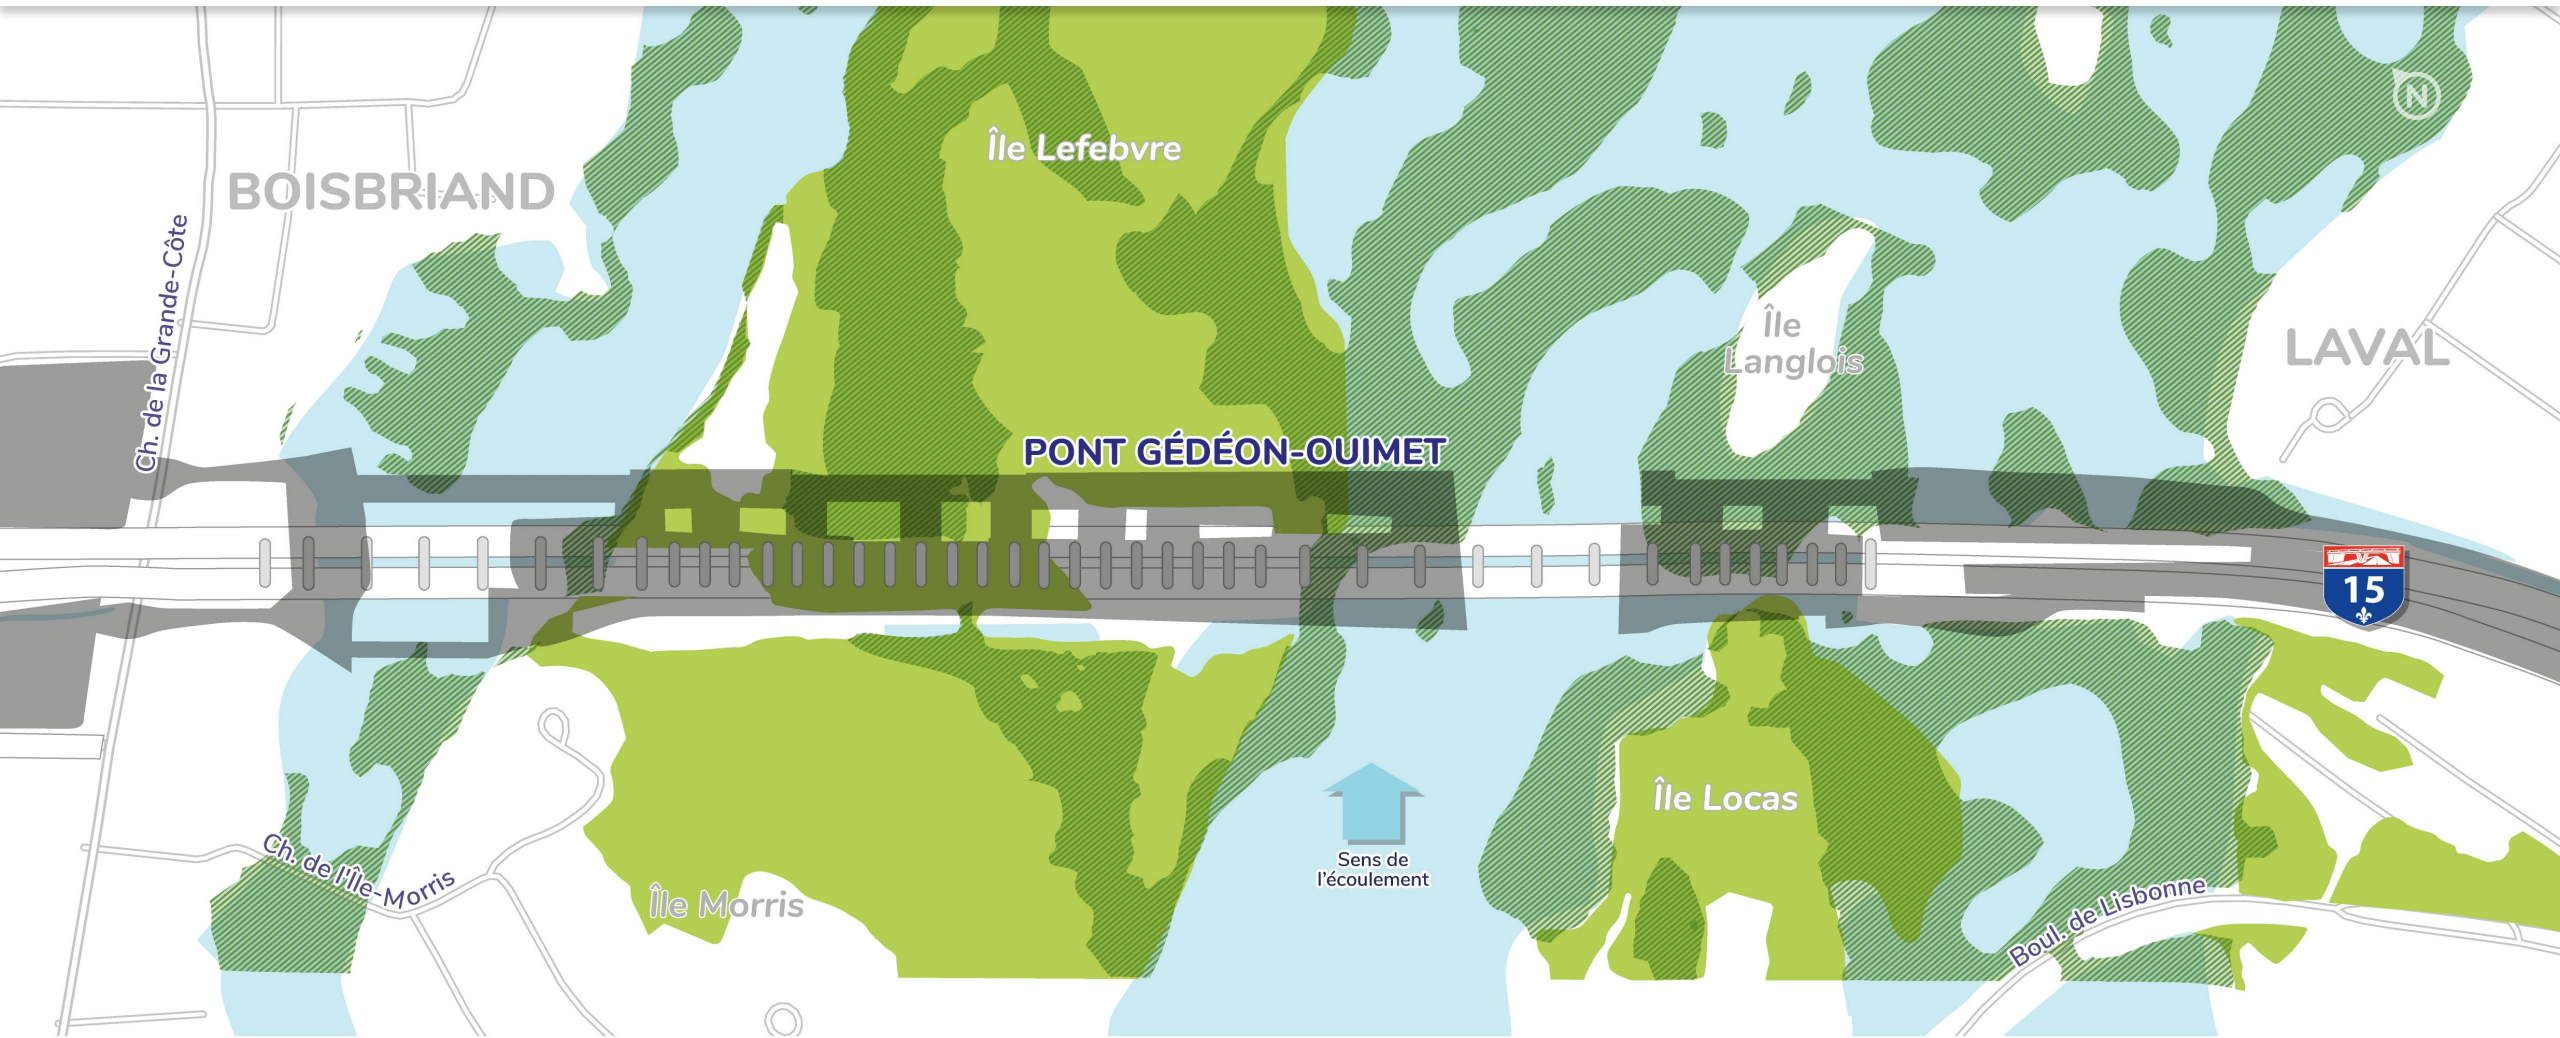 N
Île Lefebvre
BOISBRIAND
Ch. de la Grande-Côte
Île
Langlois
LAVAL
PONT GÉDÉON-OUIMET
15
Île Locas
Sens de
l'écoulement
Ch. de l'Île-Morris
Île Morris
Boul. de Lisbonne